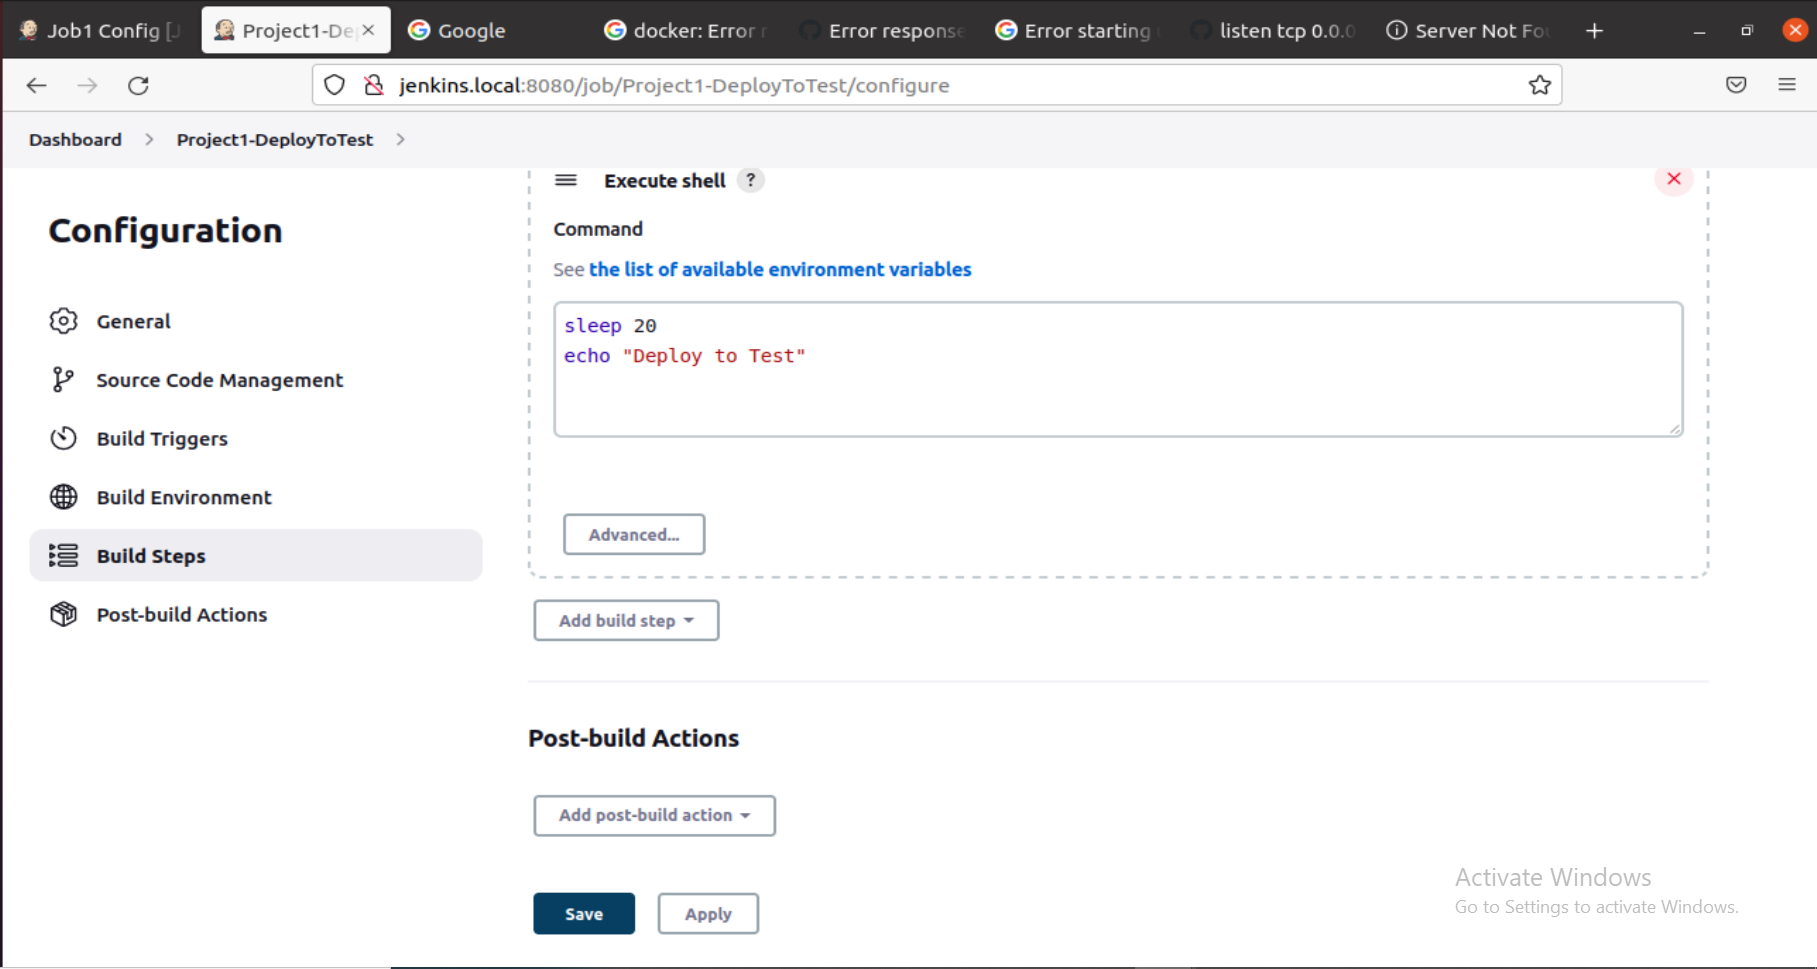 Job1 Config [J
Project1-De
Google
docker: Error r
Error response
Error starting
listen tcp 0.0.0
Server Not Fou
jenkins.local:8080/job/Project1-DeployToTest/configure
Dashboard > Project1-DeployToTest >
Execute shell ?
Configuration
Command
See the list of available environment variables
General
sleep 20
echo "Deploy to Test"
Source Code Management
Build Triggers
Build Environment
Advanced...
Build Steps
Post-build Actions
Add build step
Post-build Actions
Add post-build action
Save
Apply
Activate Windows
Go to Settings to activate Windows.